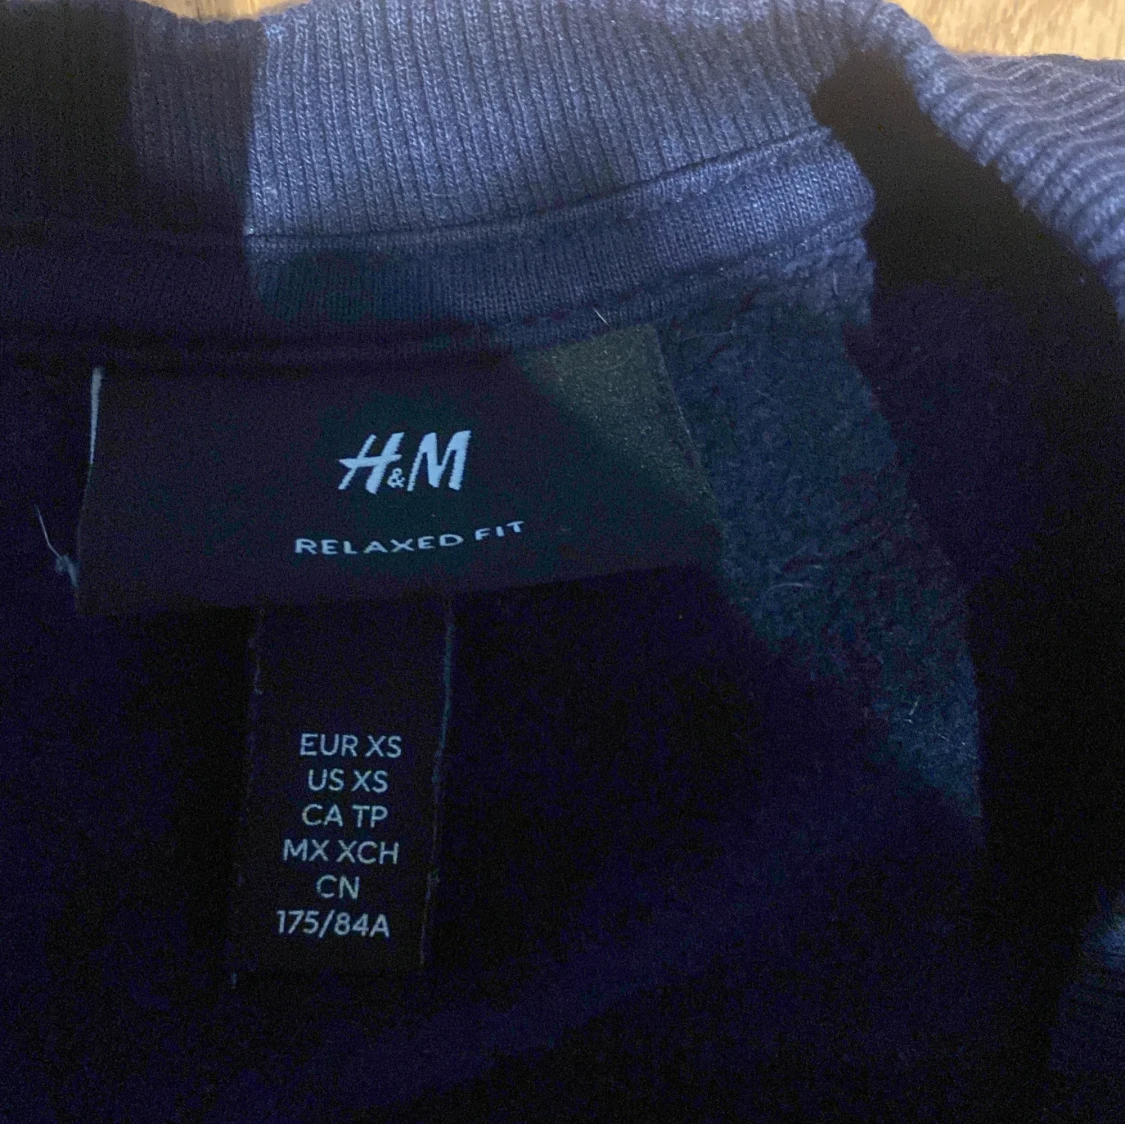 H&M
RELAXED FIT
EUR XS
US XS
CA TP
MX XCH
CN
175/84A